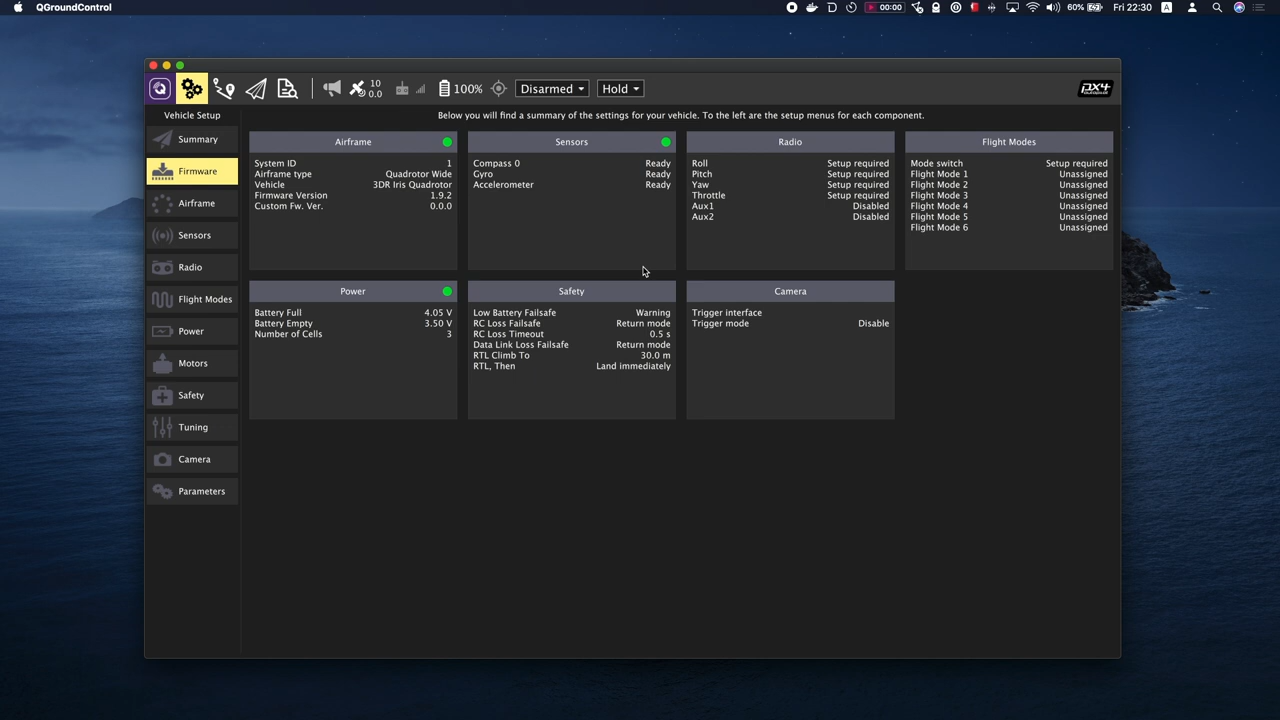 QGroundControl
00:00
60%
Fri 22:30
A
10
0.0
100%
Disarmed
Hold
px4
autopilot
Vehicle Setup
Below you will find a summary of the settings for your vehicle. To the left are the setup menus for each component.
Summary
Firmware
Airframe
Sensors
Radio
Flight Modes
Power
Motors
Safety
Tuning
Camera
Parameters
Airframe
System ID 1
Airframe type Quadrotor Wide
Vehicle 3DR Iris Quadrotor
Firmware Version 1.9.2
Custom Fw. Ver. 0.0.0
Sensors
Compass 0 Ready
Gyro Ready
Accelerometer Ready
Radio
Roll Setup required
Pitch Setup required
Yaw Setup required
Throttle Setup required
Aux1 Disabled
Aux2 Disabled
Flight Modes
Mode switch Setup required
Flight Mode 1 Unassigned
Flight Mode 2 Unassigned
Flight Mode 3 Unassigned
Flight Mode 4 Unassigned
Flight Mode 5 Unassigned
Flight Mode 6 Unassigned
Power
Battery Full 4.05 V
Battery Empty 3.50 V
Number of Cells 3
Safety
Low Battery Failsafe Warning
RC Loss Failsafe Return mode
RC Loss Timeout 0.5 s
Data Link Loss Failsafe Return mode
RTL Climb To 30.0 m
RTL, Then Land immediately
Camera
Trigger interface
Trigger mode Disable